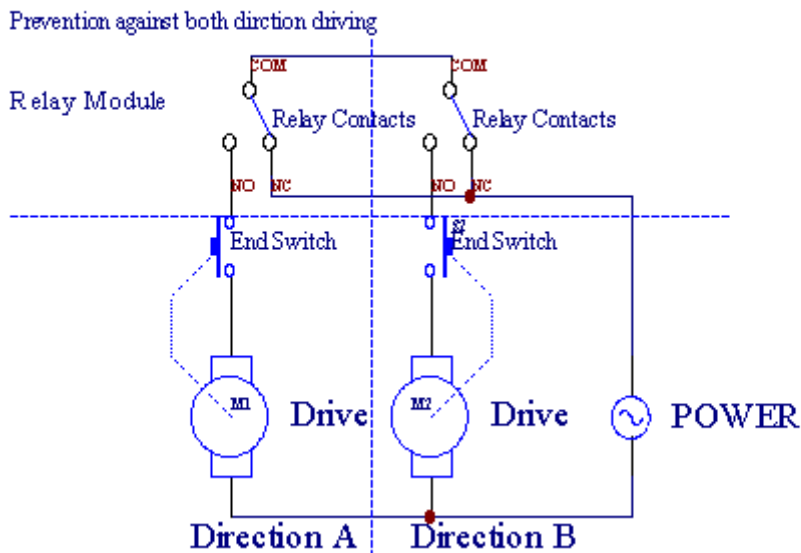 Prevention against both dirction driving
COM
COM
Relay Module
Relay Contacts
Relay Contacts
NO
NC
NO
NC
End Switch
End Switch
M1
Drive
M2
Drive
POWER
Direction A
Direction B